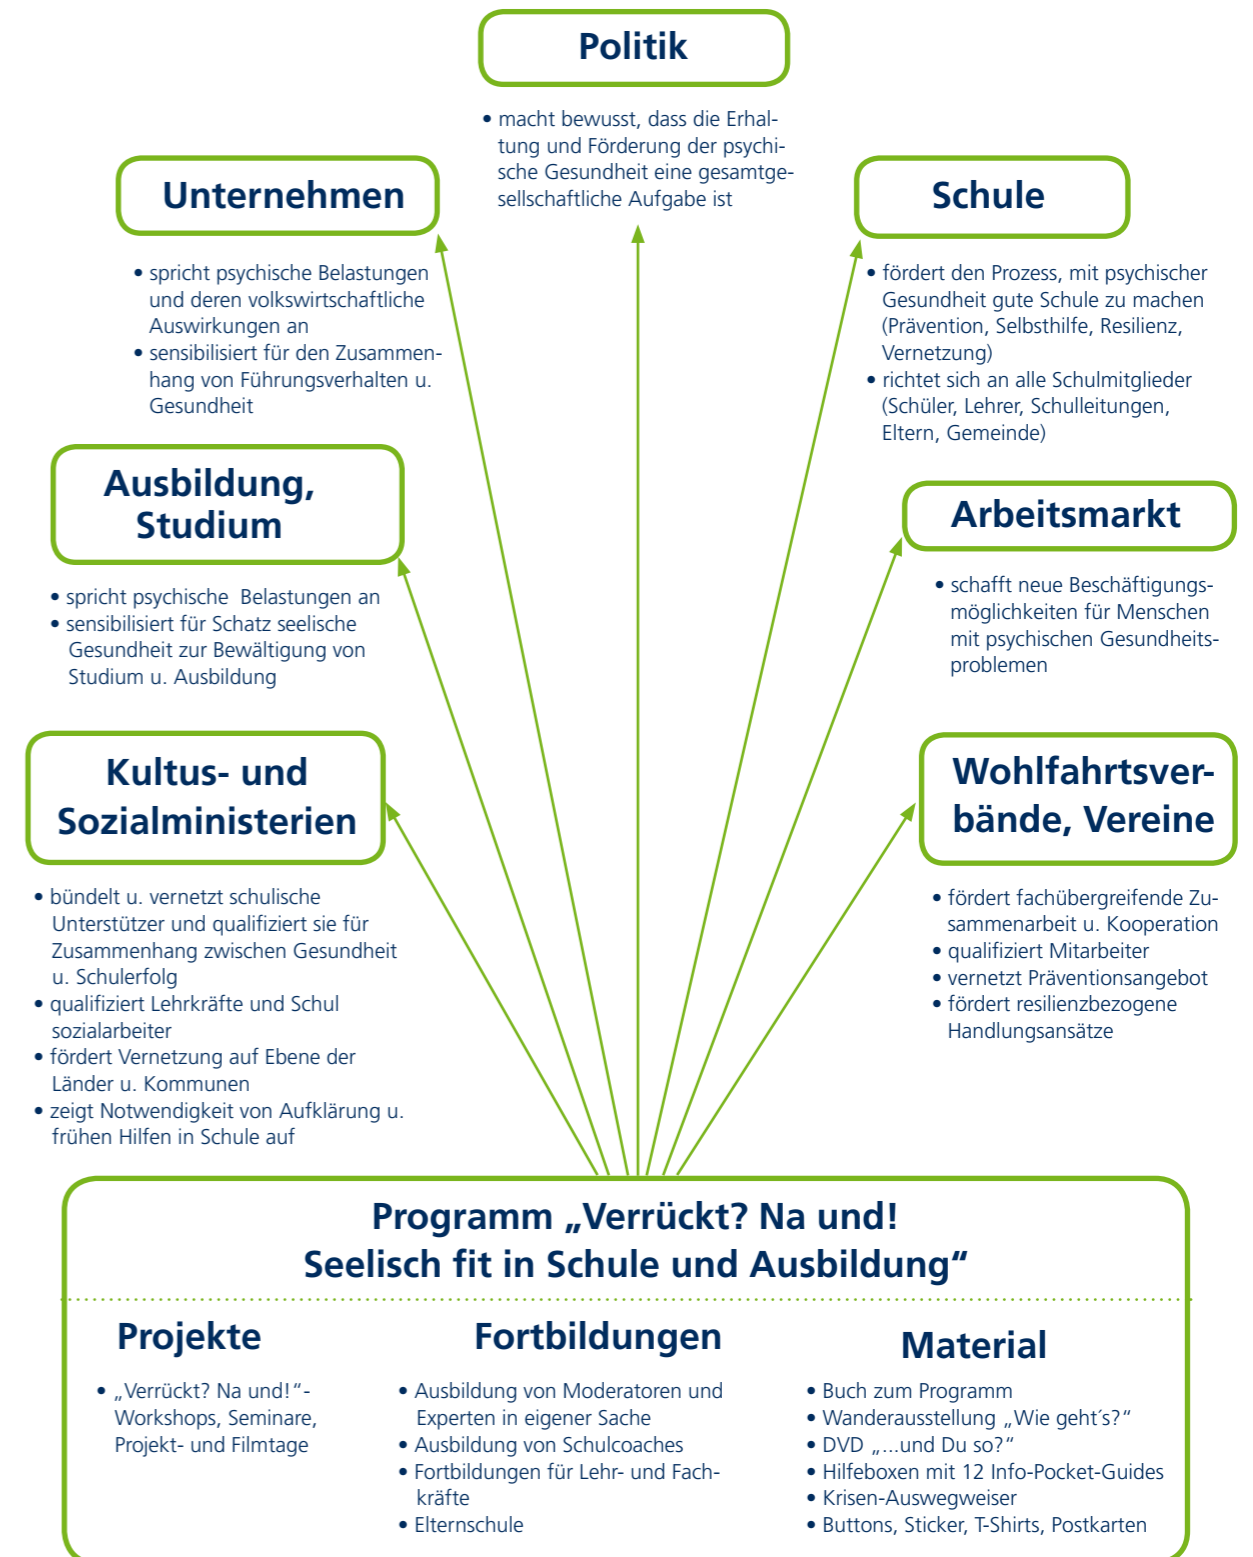 Politik
• macht bewusst, dass die Erhal-
tung und Förderung der psychi-
sche Gesundheit eine gesamtge-
sellschaftliche Aufgabe ist
Unternehmen
• spricht psychische Belastungen
und deren volkswirtschaftliche
Auswirkungen an
• sensibilisiert für den Zusammen-
hang von Führungsverhalten u.
Gesundheit
Schule
• fördert den Prozess, mit psychischer
Gesundheit gute Schule zu machen
(Prävention, Selbsthilfe, Resilienz,
Vernetzung)
• richtet sich an alle Schulmitglieder
(Schüler, Lehrer, Schulleitungen,
Eltern, Gemeinde)
Ausbildung,
Studium
• spricht psychische  Belastungen an
• sensibilisiert für Schatz seelische
Gesundheit zur Bewältigung von
Studium u. Ausbildung
Arbeitsmarkt
• schafft neue Beschäftigungs-
möglichkeiten für Menschen
mit psychischen Gesundheits-
problemen
Kultus- und
Sozialministerien
• bündelt u. vernetzt schulische
Unterstützer und qualifiziert sie für
Zusammenhang zwischen Gesundheit
u. Schulerfolg
• qualifiziert Lehrkräfte und Schul
sozialarbeiter
• fördert Vernetzung auf Ebene der
Länder u. Kommunen
• zeigt Notwendigkeit von Aufklärung u.
frühen Hilfen in Schule auf
Wohlfahrtsver-
bände, Vereine
• fördert fachübergreifende Zu-
sammenarbeit u. Kooperation
• qualifiziert Mitarbeiter
• vernetzt Präventionsangebot
• fördert resilienzbezogene
Handlungsansätze
Programm „Verrückt? Na und!
Seelisch fit in Schule und Ausbildung“
Projekte
• „Verrückt? Na und!“-
Workshops, Seminare,
Projekt- und Filmtage
Fortbildungen
• Ausbildung von Moderatoren und
Experten in eigener Sache
• Ausbildung von Schulcoaches
• Fortbildungen für Lehr- und Fach-
kräfte
• Elternschule
Material
• Buch zum Programm
• Wanderausstellung „Wie geht´s?“
• DVD „...und Du so?“
• Hilfeboxen mit 12 Info-Pocket-Guides
• Krisen-Auswegweiser
• Buttons, Sticker, T-Shirts, Postkarten